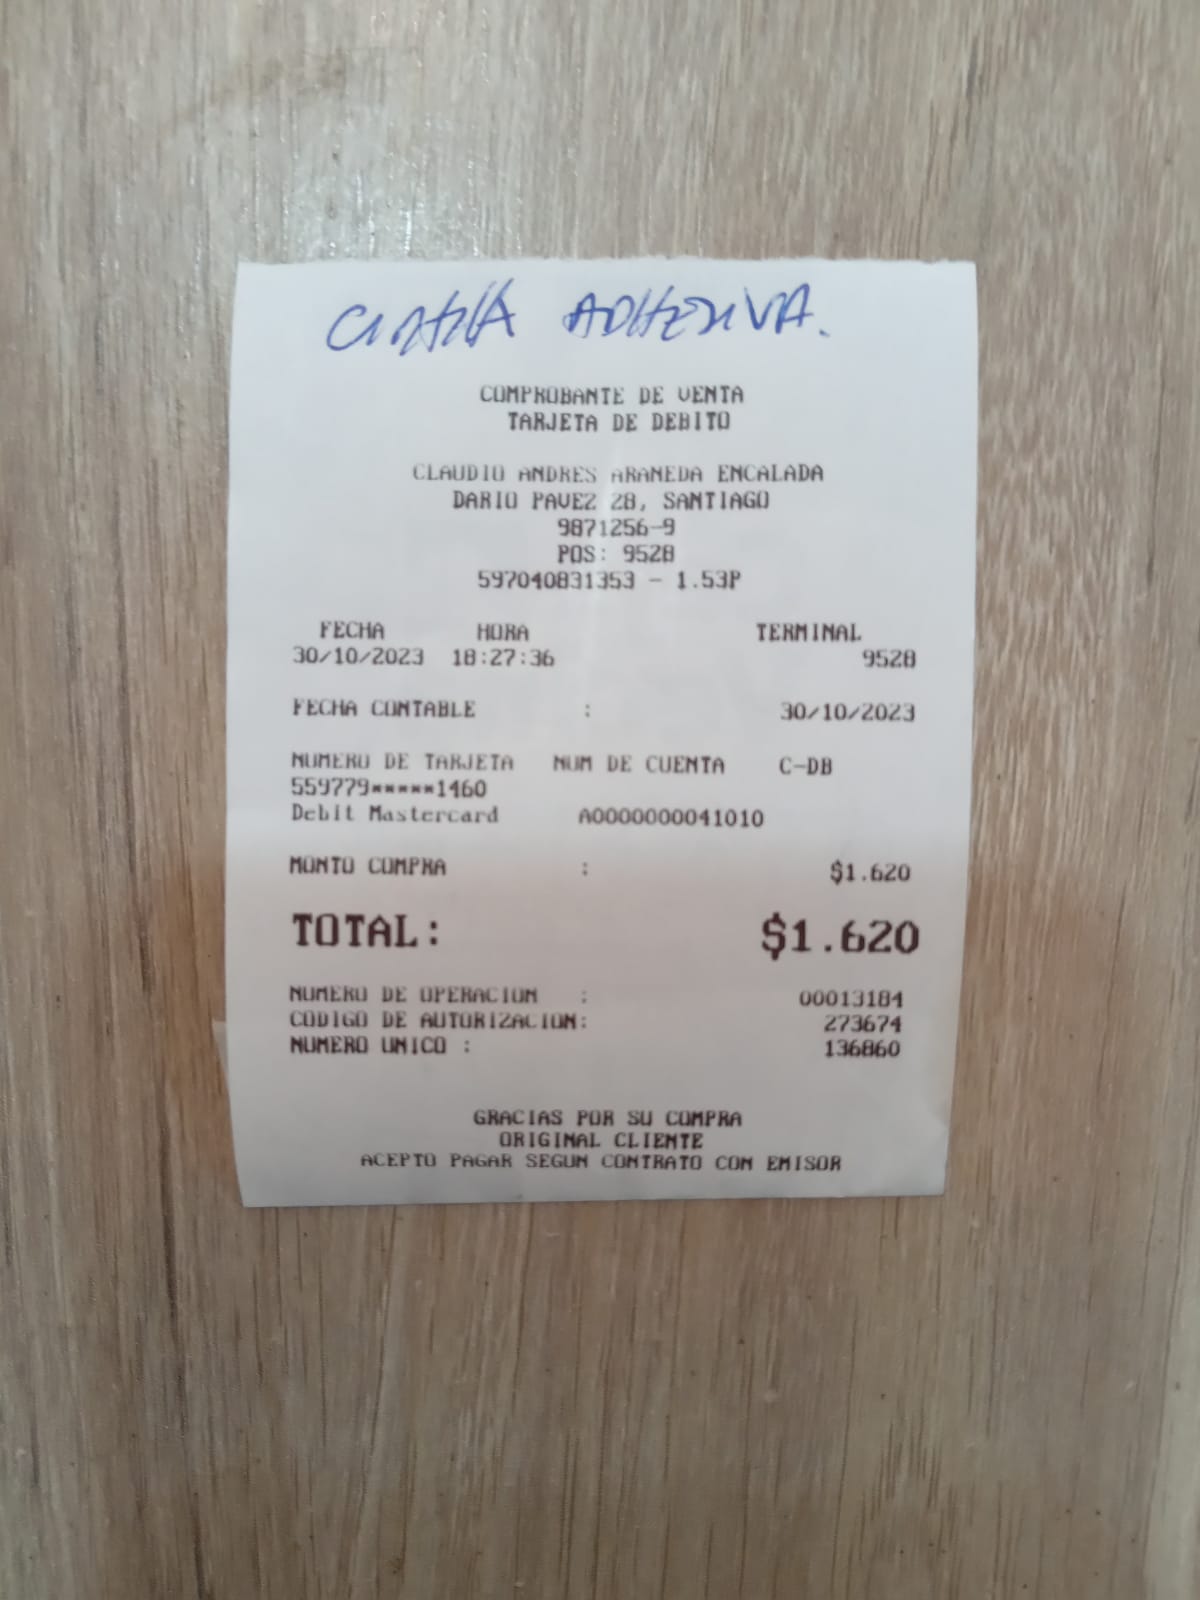 ADHESIVA.
COMPROBANTE DE VENTA
TARJETA DE DEBITO
CLAUDIO ANDRES ARANEDA ENCALADA
DARIO PAVEZ 28, SANTIAGO
9871256-9
POS: 9528
597040831353 - 1.53P
FECHA HORA TERMINAL
30/10/2023 18:27:36 9528
FECHA CONTABLE : 30/10/2023
NUMERO DE TARJETA NUM DE CUENTA C-DB
559779*****1460
Debit Mastercard A0000000041010
MONTO COMPRA : $1.620
TOTAL: $1.620
NUMERO DE OPERACION : 00013184
CODIGO DE AUTORIZACION: 273674
NUMERO UNICO : 136860
GRACIAS POR SU COMPRA
ORIGINAL CLIENTE
ACEPTO PAGAR SEGUN CONTRATO CON EMISOR